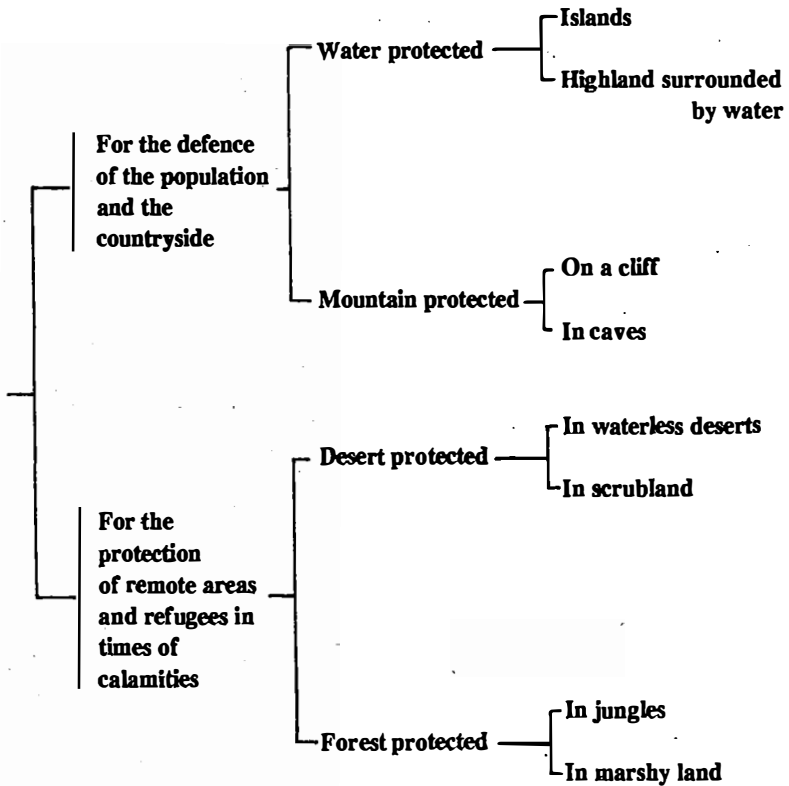 Islands
Water protected
Highland surrounded
by water
For the defence
of the population
and the
countryside
On a cliff
Mountain protected
In caves
In waterless deserts
Desert protected
In scrubland
For the
protection
of remote areas
and refugees in
times of
calamities
In jungles
Forest protected
In marshy land